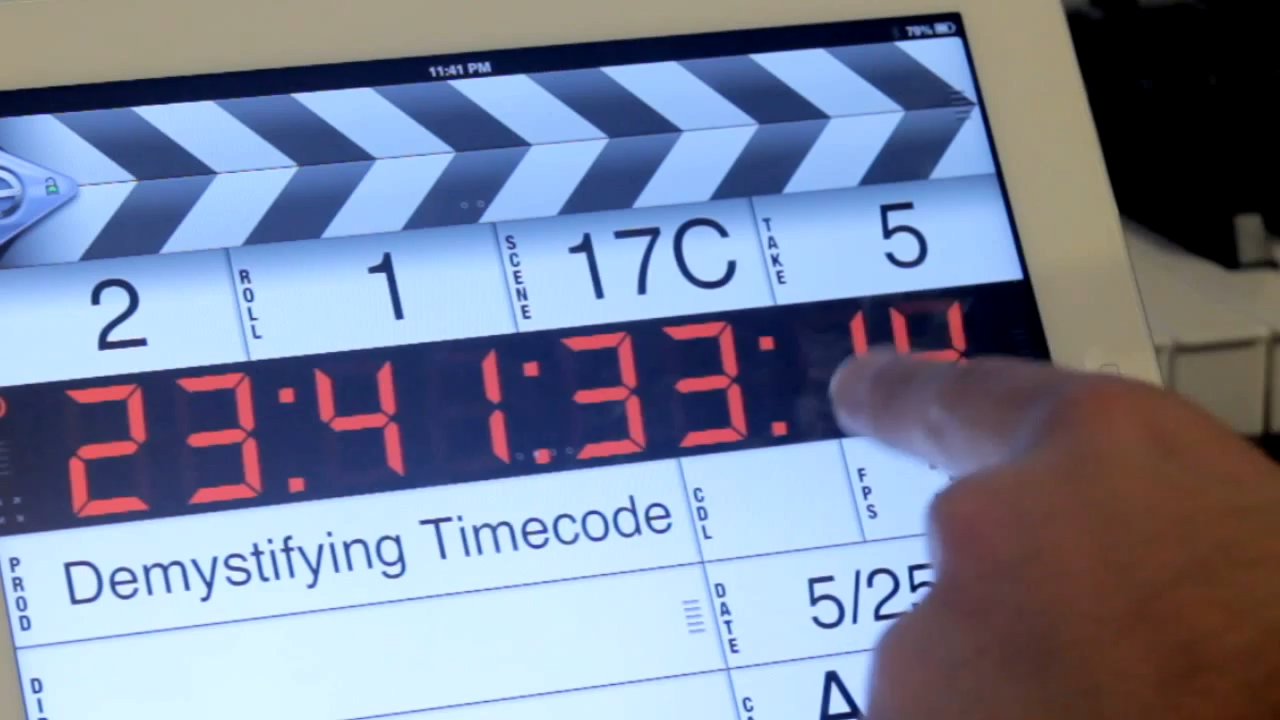 79%
11:41 PM
2 ROLL 1 SCENE 17C TAKE 5
23:41:33:
PROD Demystifying Timecode CDL FPS
DATE 5/25
A